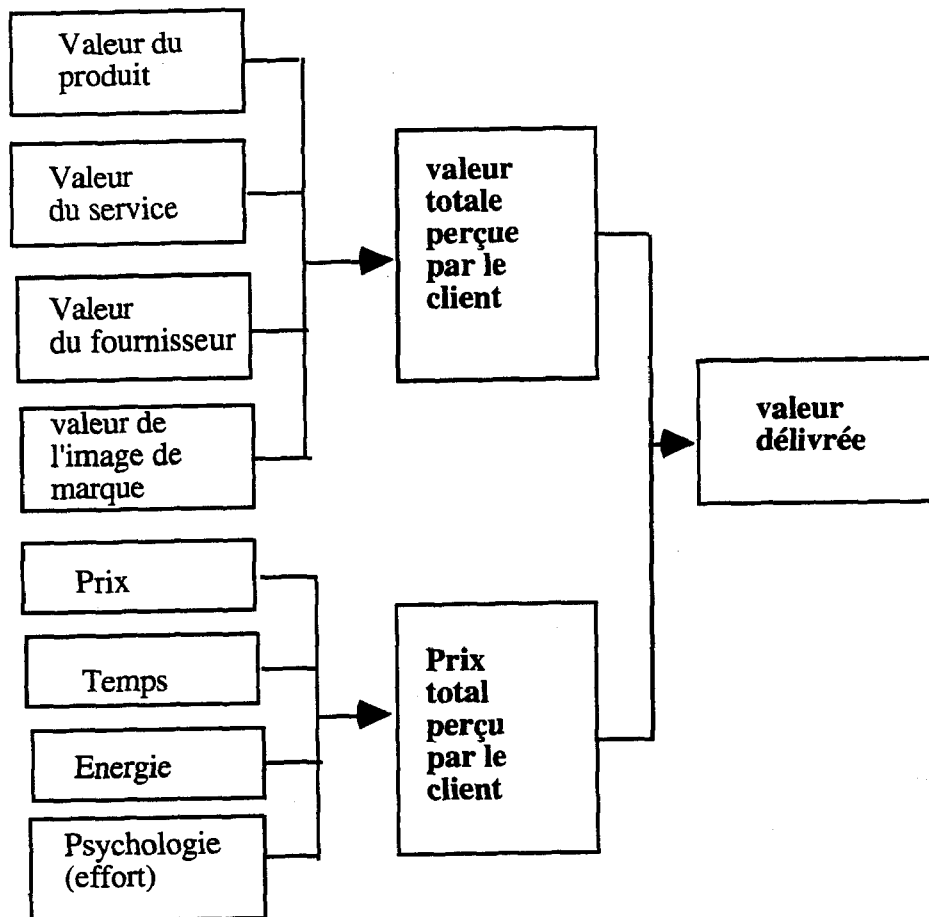 Valeur du
produit
Valeur
du service
Valeur
du fournisseur
valeur de
l'image de
marque
Prix
Temps
Energie
Psychologie
(effort)
valeur
totale
perçue
par le
client
Prix
total
perçu
par le
client
valeur
délivrée